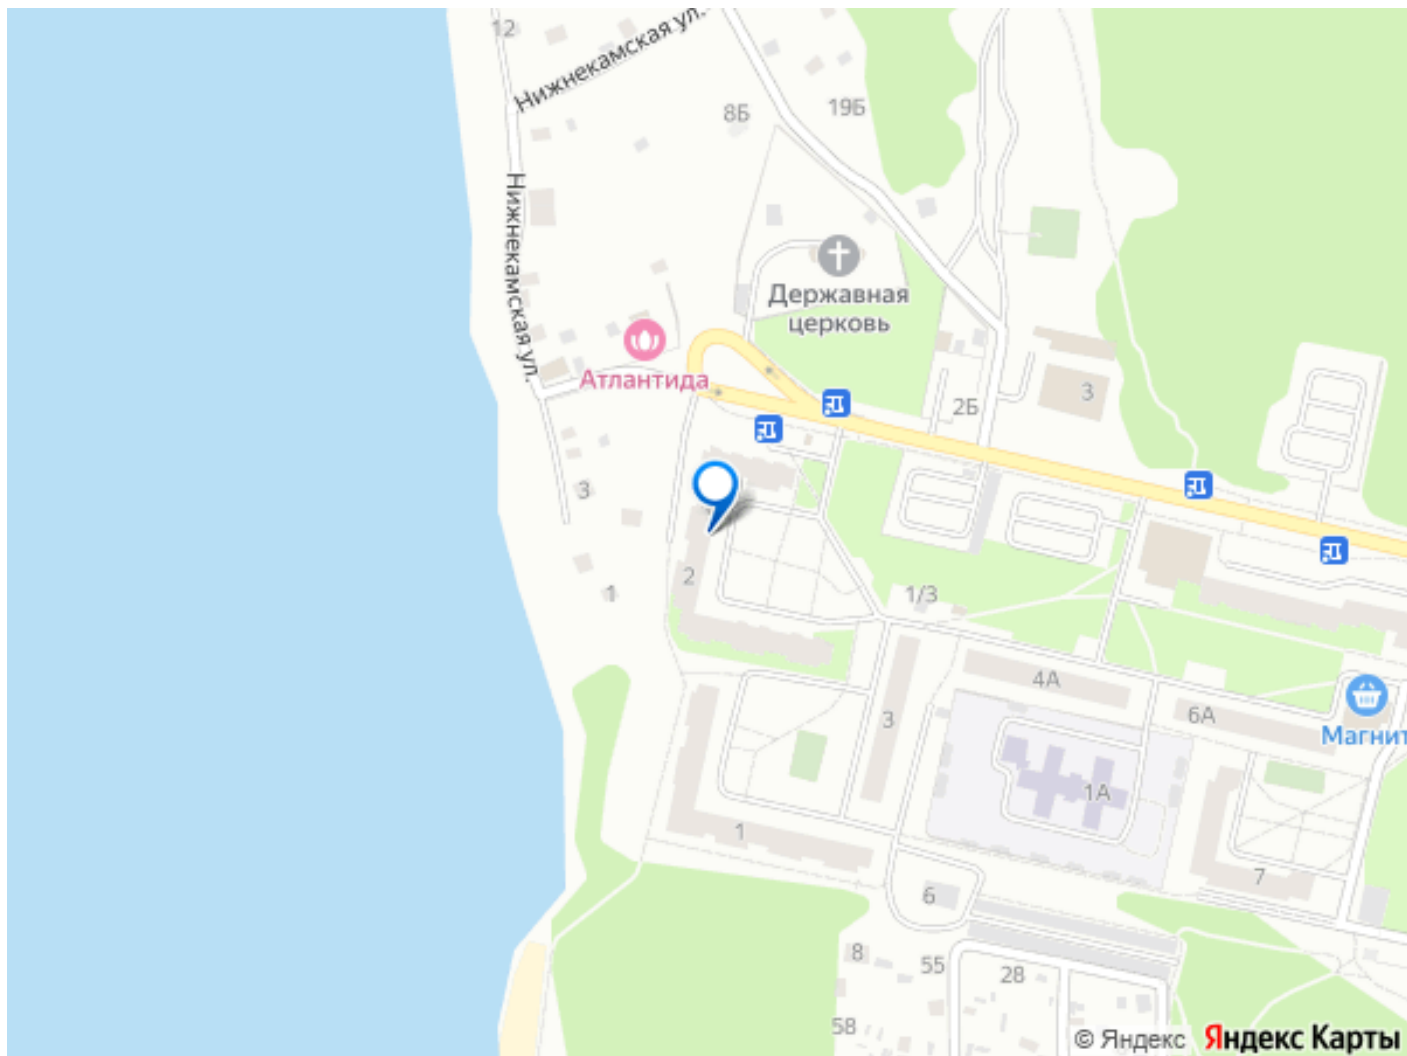 12
Нижнекамская ул.
8Б
19Б
Нижнекамская ул.
Державная
церковь
Атлантида
3
2Б
3
2
1
1/3
4А
3
6А
Магнит
1А
1
7
6
8
55
28
58
© Яндекс Яндекс Карты